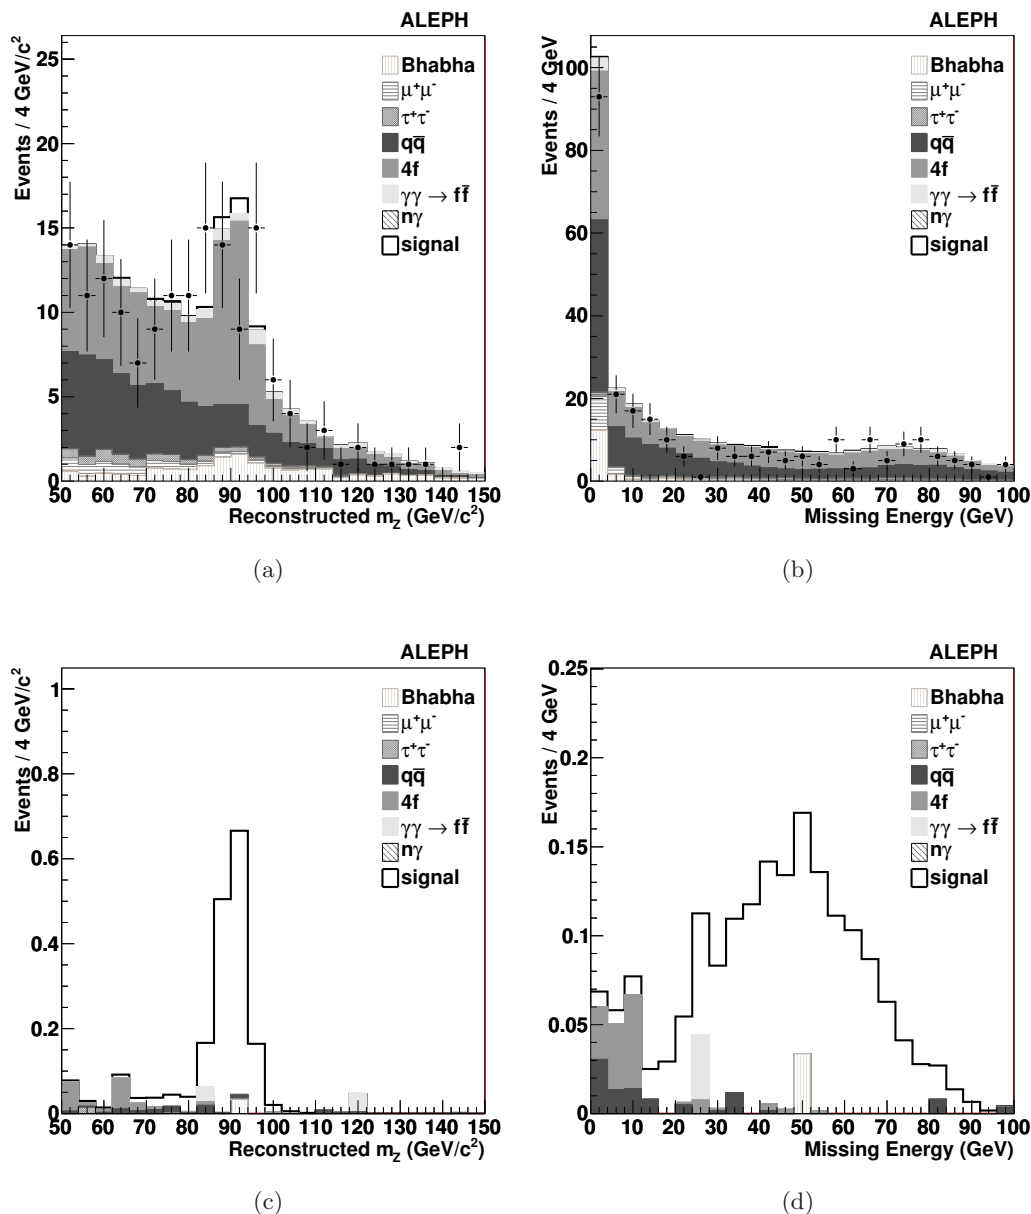 ALEPH
Events / 4 GeV/c²
25
20
15
10
5
0
50 60 70 80 90 100 110 120 130 140 150
Reconstructed m_Z (GeV/c²)
Bhabha
μ⁺μ⁻
τ⁺τ⁻
qq̅
4f
γγ → ff̅
nγ
signal
(a)
ALEPH
Events / 4 GeV
100
80
60
40
20
0
0 10 20 30 40 50 60 70 80 90 100
Missing Energy (GeV)
Bhabha
μ⁺μ⁻
τ⁺τ⁻
qq̅
4f
γγ → ff̅
nγ
signal
(b)
ALEPH
Events / 4 GeV/c²
1
0.8
0.6
0.4
0.2
0
50 60 70 80 90 100 110 120 130 140 150
Reconstructed m_Z (GeV/c²)
Bhabha
μ⁺μ⁻
τ⁺τ⁻
qq̅
4f
γγ → ff̅
nγ
signal
(c)
ALEPH
Events / 4 GeV
0.25
0.2
0.15
0.1
0.05
0
0 10 20 30 40 50 60 70 80 90 100
Missing Energy (GeV)
Bhabha
μ⁺μ⁻
τ⁺τ⁻
qq̅
4f
γγ → ff̅
nγ
signal
(d)